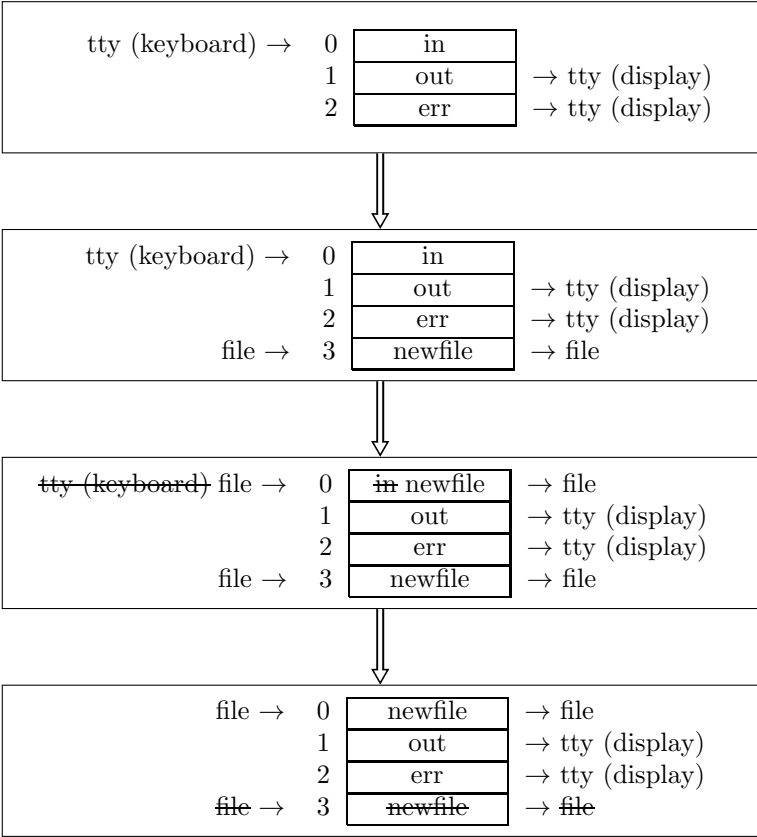 tty (keyboard) → 0 in
1 out → tty (display)
2 err → tty (display)
tty (keyboard) → 0 in
1 out → tty (display)
2 err → tty (display)
file → 3 newfile → file
tty (keyboard) file → 0 in newfile → file
1 out → tty (display)
2 err → tty (display)
file → 3 newfile → file
file → 0 newfile → file
1 out → tty (display)
2 err → tty (display)
file → 3 newfile → file